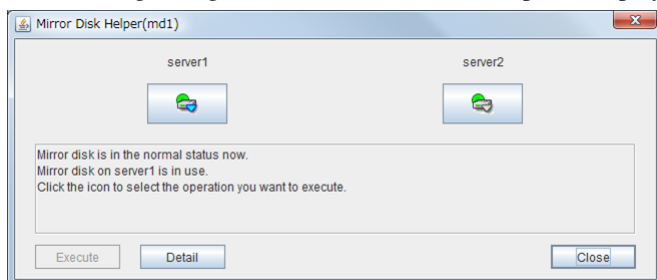 Mirror Disk Helper(md1)
server1 server2
Mirror disk is in the normal status now.
Mirror disk on server1 is in use.
Click the icon to select the operation you want to execute.
Execute Detail Close